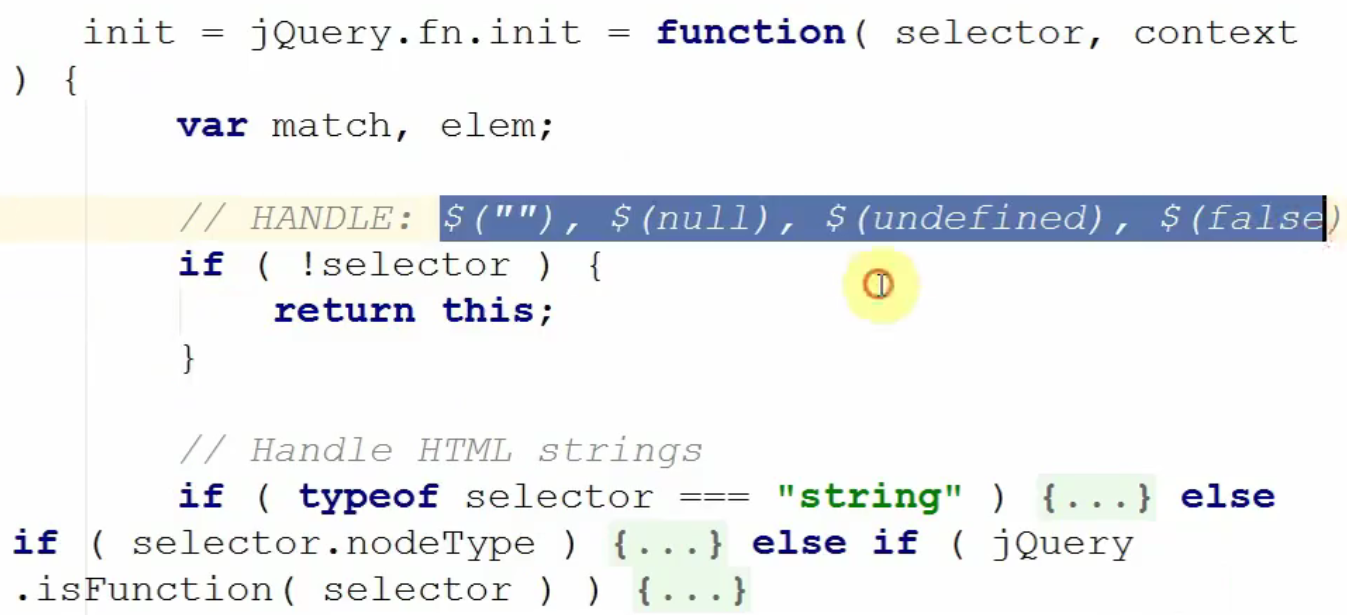 init = jQuery.fn.init = function( selector, context
) {
var match, elem;
// HANDLE: $(""), $(null), $(undefined), $(false)
if ( !selector ) {
return this;
}
// Handle HTML strings
if ( typeof selector === "string" ) {...} else
if ( selector.nodeType ) {...} else if ( jQuery
.isFunction( selector ) ) {...}